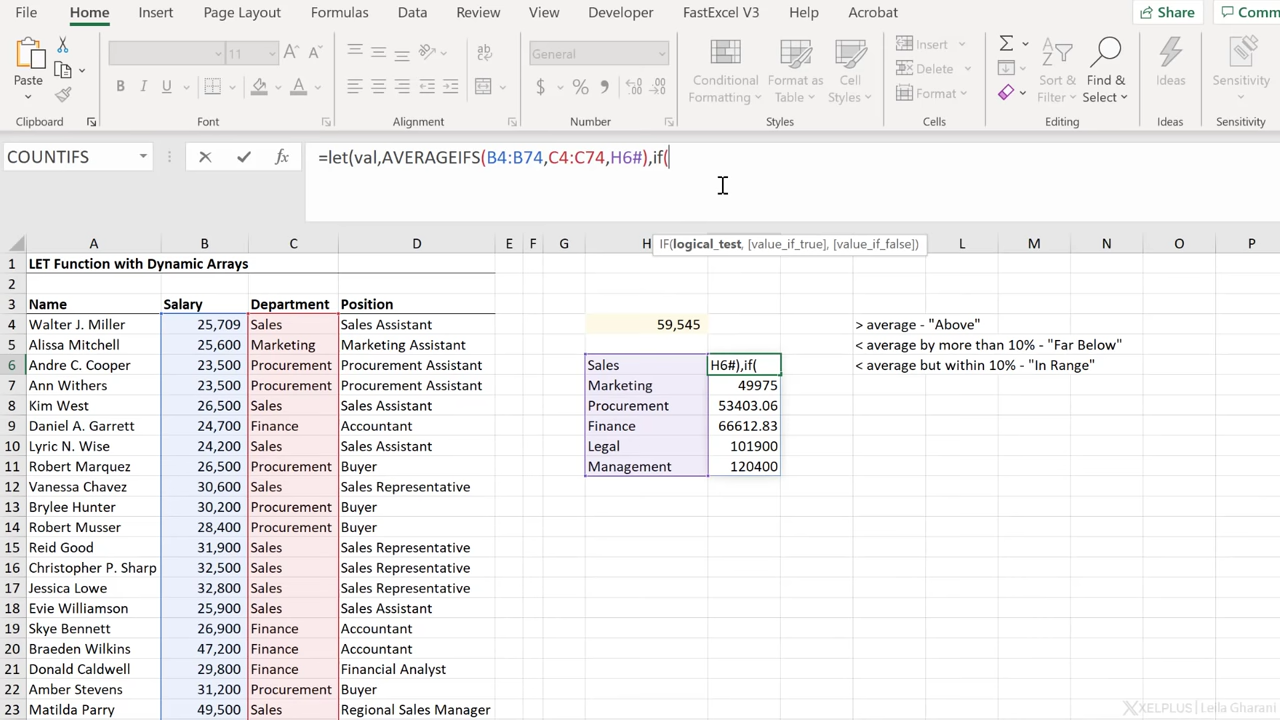 File Home Insert Page Layout Formulas Data Review View Developer FastExcel V3 Help Acrobat Share Comm
11 General Insert Delete Format
Paste Conditional Formatting Format as Table Cell Styles Sort & Filter Find & Select Ideas Sensitivity
Clipboard Font Alignment Number Styles Cells Editing Ideas Sensitivity
COUNTIFS =let(val,AVERAGEIFS(B4:B74,C4:C74,H6#),if(
A B C D E F G H L M N O P
IF(logical_test, [value_if_true], [value_if_false])
1 LET Function with Dynamic Arrays
2
3 Name Salary Department Position
4 Walter J. Miller 25,709 Sales Sales Assistant 59,545 > average - "Above"
5 Alissa Mitchell 25,600 Marketing Marketing Assistant < average by more than 10% - "Far Below"
6 Andre C. Cooper 23,500 Procurement Procurement Assistant Sales H6#),if( < average but within 10% - "In Range"
7 Ann Withers 23,500 Procurement Procurement Assistant Marketing 49975
8 Kim West 26,500 Sales Sales Assistant Procurement 53403.06
9 Daniel A. Garrett 24,700 Finance Accountant Finance 66612.83
10 Lyric N. Wise 24,200 Sales Sales Assistant Legal 101900
11 Robert Marquez 26,500 Procurement Buyer Management 120400
12 Vanessa Chavez 30,600 Sales Sales Representative
13 Brylee Hunter 30,200 Procurement Buyer
14 Robert Musser 28,400 Procurement Buyer
15 Reid Good 31,900 Sales Sales Representative
16 Christopher P. Sharp 32,500 Sales Sales Representative
17 Jessica Lowe 32,800 Sales Sales Representative
18 Evie Williamson 25,900 Sales Sales Assistant
19 Skye Bennett 26,900 Finance Accountant
20 Braeden Wilkins 47,200 Finance Accountant
21 Donald Caldwell 29,800 Finance Financial Analyst
22 Amber Stevens 31,200 Procurement Buyer
23 Matilda Parry 49,500 Sales Regional Sales Manager
XELPLUS | Leila Gharani